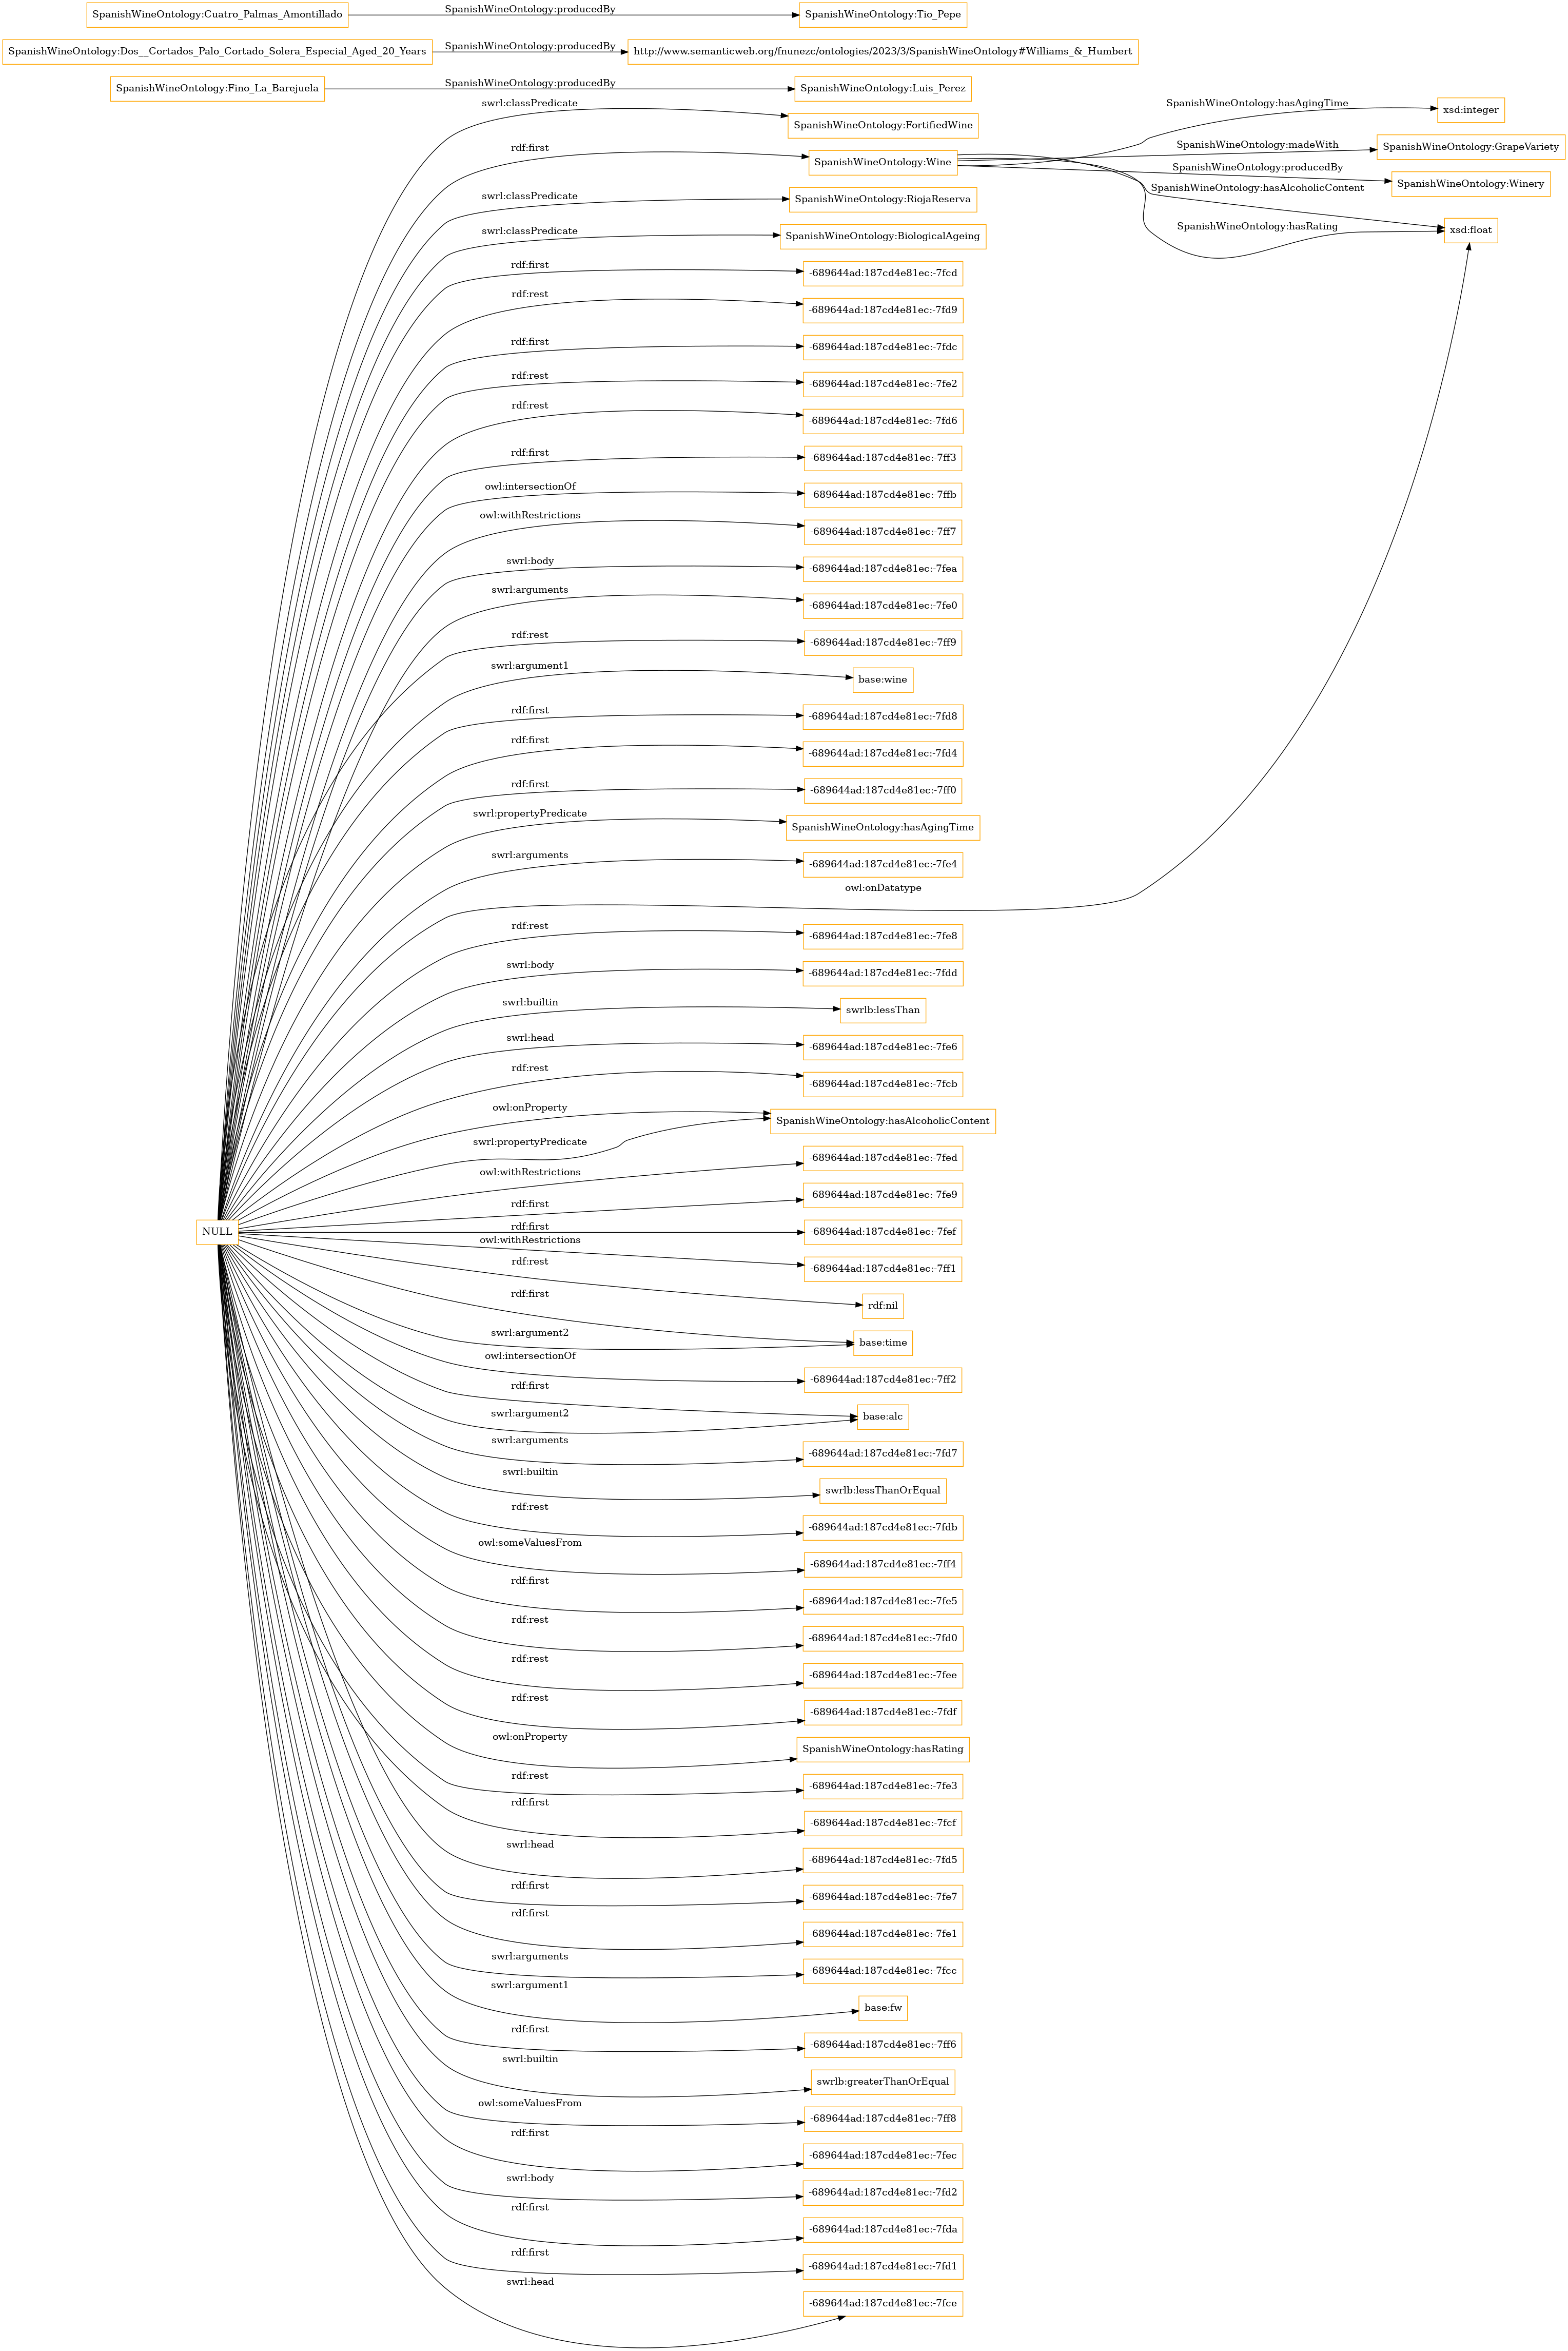 SpanishWineOntology:Cuatro_Palmas_Amontillado
SpanishWineOntology:producedBy
SpanishWineOntology:Tio_Pepe
SpanishWineOntology:Dos__Cortados_Palo_Cortado_Solera_Especial_Aged_20_Years
SpanishWineOntology:producedBy
http://www.semanticweb.org/fnunezc/ontologies/2023/3/SpanishWineOntology#Williams_&_Humbert
SpanishWineOntology:Fino_La_Barejuela
SpanishWineOntology:producedBy
SpanishWineOntology:Luis_Perez
swrl:classPredicate
SpanishWineOntology:FortifiedWine
rdf:first
SpanishWineOntology:Wine
SpanishWineOntology:hasAgingTime
xsd:integer
SpanishWineOntology:madeWith
SpanishWineOntology:GrapeVariety
SpanishWineOntology:producedBy
SpanishWineOntology:Winery
SpanishWineOntology:hasAlcoholicContent
SpanishWineOntology:hasRating
xsd:float
swrl:classPredicate
SpanishWineOntology:RiojaReserva
swrl:classPredicate
SpanishWineOntology:BiologicalAgeing
rdf:first
-689644ad:187cd4e81ec:-7fcd
rdf:rest
-689644ad:187cd4e81ec:-7fd9
rdf:first
-689644ad:187cd4e81ec:-7fdc
rdf:rest
-689644ad:187cd4e81ec:-7fe2
rdf:rest
-689644ad:187cd4e81ec:-7fd6
rdf:first
-689644ad:187cd4e81ec:-7ff3
owl:intersectionOf
-689644ad:187cd4e81ec:-7ffb
owl:withRestrictions
-689644ad:187cd4e81ec:-7ff7
swrl:body
-689644ad:187cd4e81ec:-7fea
swrl:arguments
-689644ad:187cd4e81ec:-7fe0
rdf:rest
-689644ad:187cd4e81ec:-7ff9
swrl:argument1
base:wine
rdf:first
-689644ad:187cd4e81ec:-7fd8
rdf:first
-689644ad:187cd4e81ec:-7fd4
rdf:first
-689644ad:187cd4e81ec:-7ff0
swrl:propertyPredicate
SpanishWineOntology:hasAgingTime
swrl:arguments
-689644ad:187cd4e81ec:-7fe4
owl:onDatatype
rdf:rest
-689644ad:187cd4e81ec:-7fe8
swrl:body
-689644ad:187cd4e81ec:-7fdd
swrl:builtin
swrlb:lessThan
swrl:head
-689644ad:187cd4e81ec:-7fe6
rdf:rest
-689644ad:187cd4e81ec:-7fcb
owl:onProperty
SpanishWineOntology:hasAlcoholicContent
swrl:propertyPredicate
-689644ad:187cd4e81ec:-7fed
owl:withRestrictions
-689644ad:187cd4e81ec:-7fe9
rdf:first
NULL
rdf:first
-689644ad:187cd4e81ec:-7fef
owl:withRestrictions
-689644ad:187cd4e81ec:-7ff1
rdf:rest
rdf:nil
rdf:first
swrl:argument2
base:time
owl:intersectionOf
-689644ad:187cd4e81ec:-7ff2
rdf:first
swrl:argument2
base:alc
swrl:arguments
-689644ad:187cd4e81ec:-7fd7
swrl:builtin
swrlb:lessThanOrEqual
rdf:rest
-689644ad:187cd4e81ec:-7fdb
owl:someValuesFrom
-689644ad:187cd4e81ec:-7ff4
rdf:first
-689644ad:187cd4e81ec:-7fe5
rdf:rest
-689644ad:187cd4e81ec:-7fd0
rdf:rest
-689644ad:187cd4e81ec:-7fee
rdf:rest
-689644ad:187cd4e81ec:-7fdf
owl:onProperty
SpanishWineOntology:hasRating
rdf:rest
-689644ad:187cd4e81ec:-7fe3
rdf:first
-689644ad:187cd4e81ec:-7fcf
swrl:head
-689644ad:187cd4e81ec:-7fd5
rdf:first
-689644ad:187cd4e81ec:-7fe7
rdf:first
-689644ad:187cd4e81ec:-7fe1
swrl:arguments
-689644ad:187cd4e81ec:-7fcc
swrl:argument1
base:fw
rdf:first
-689644ad:187cd4e81ec:-7ff6
swrl:builtin
swrlb:greaterThanOrEqual
owl:someValuesFrom
-689644ad:187cd4e81ec:-7ff8
rdf:first
-689644ad:187cd4e81ec:-7fec
swrl:body
-689644ad:187cd4e81ec:-7fd2
rdf:first
-689644ad:187cd4e81ec:-7fda
rdf:first
-689644ad:187cd4e81ec:-7fd1
swrl:head
-689644ad:187cd4e81ec:-7fce